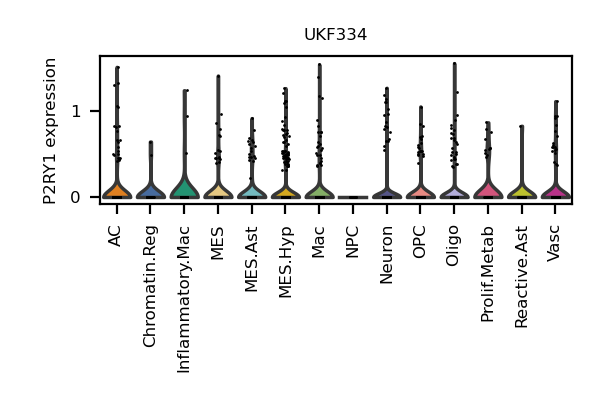 UKF334
P2RY1 expression
1
0
AC
Chromatin.Reg
Inflammatory.Mac
MES
MES.Ast
MES.Hyp
Mac
NPC
Neuron
OPC
Oligo
Prolif.Metab
Reactive.Ast
Vasc